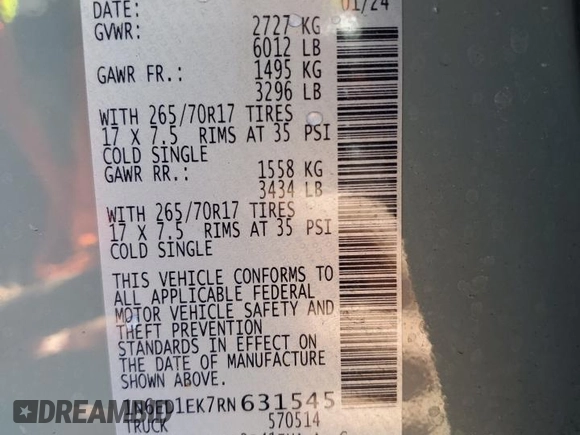 DATE: 01/24
GVWR: 2727 KG
6012 LB
GAWR FR.: 1495 KG
3296 LB
WITH 265/70R17 TIRES
17 X 7.5 RIMS AT 35 PSI
COLD SINGLE
GAWR RR.: 1558 KG
3434 LB
WITH 265/70R17 TIRES
17 X 7.5 RIMS AT 35 PSI
COLD SINGLE
THIS VEHICLE CONFORMS TO
ALL APPLICABLE FEDERAL
MOTOR VEHICLE SAFETY AND
THEFT PREVENTION
STANDARDS IN EFFECT ON
THE DATE OF MANUFACTURE
SHOWN ABOVE.
631545
TRUCK 570514
DREAMBID